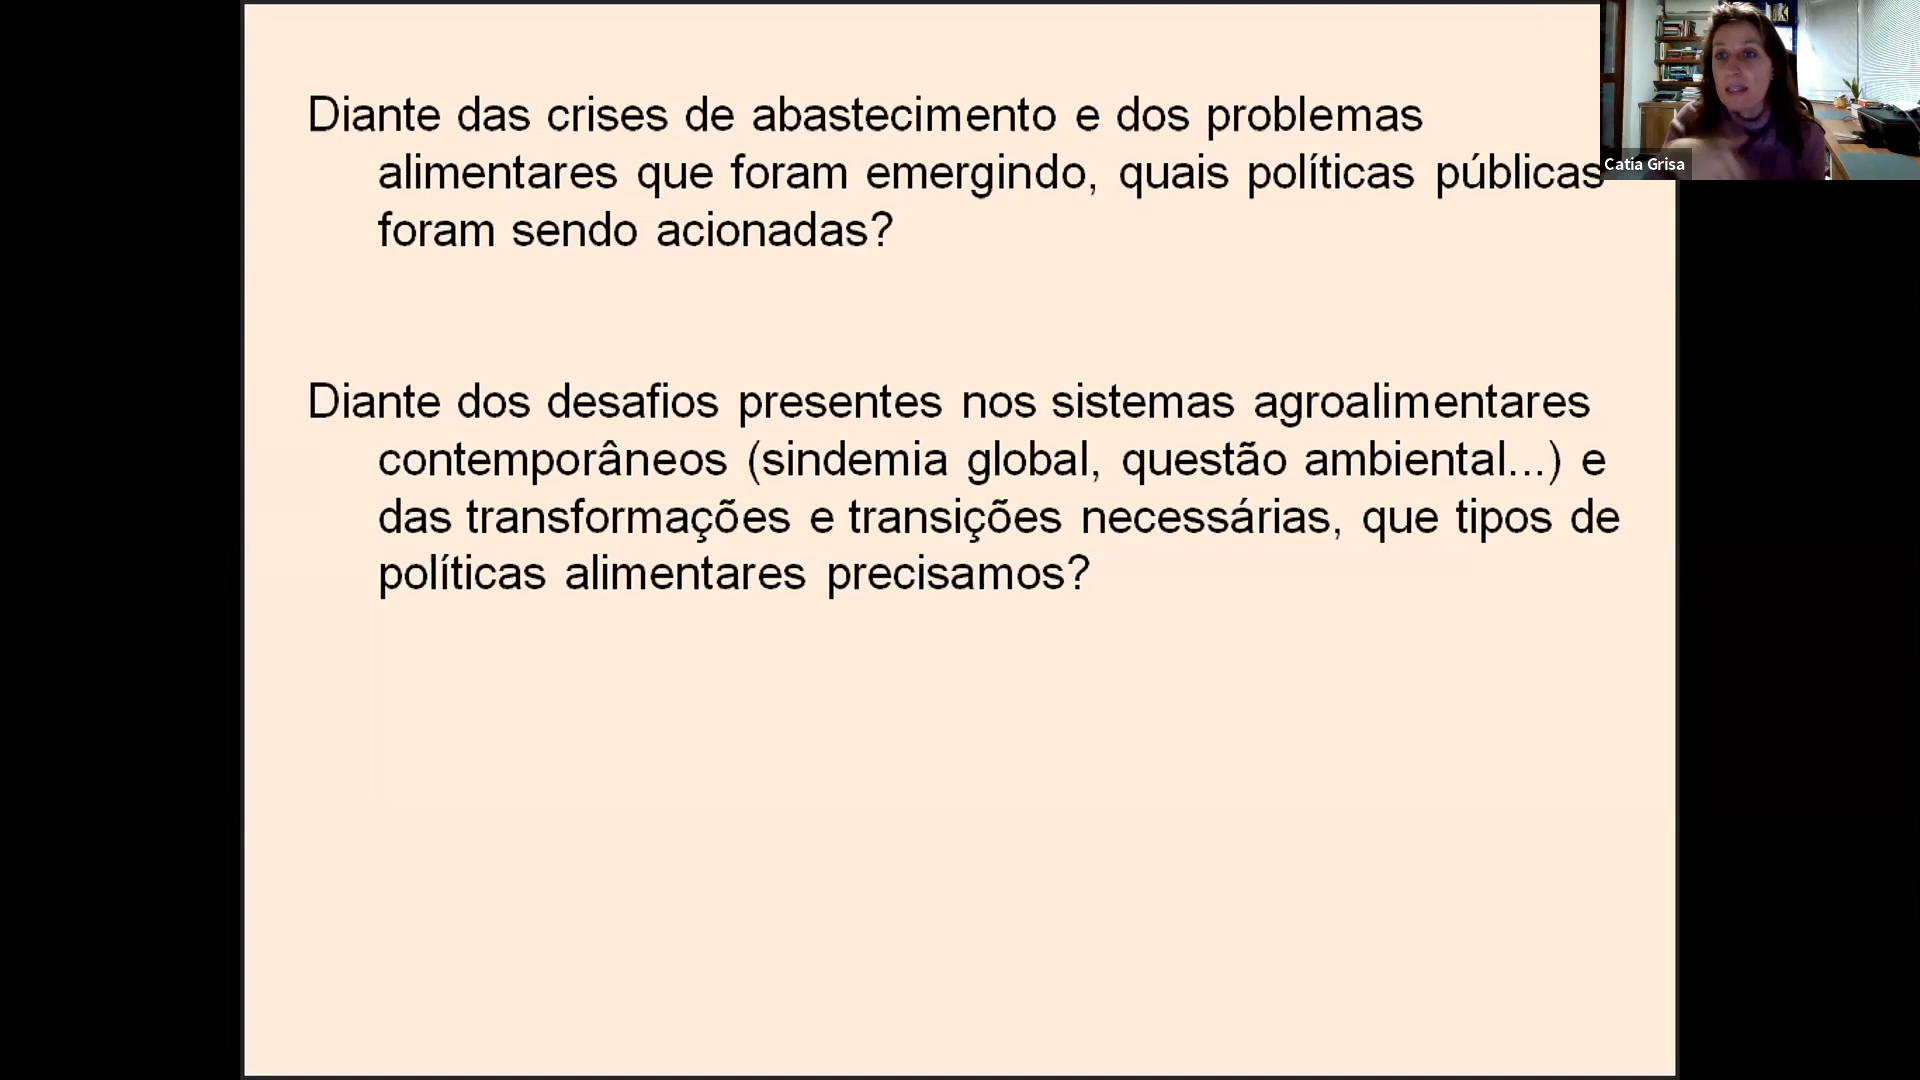 Diante das crises de abastecimento e dos problemas
alimentares que foram emergindo, quais políticas públicas
foram sendo acionadas?
Diante dos desafios presentes nos sistemas agroalimentares
contemporâneos (sindemia global, questão ambiental...) e
das transformações e transições necessárias, que tipos de
políticas alimentares precisamos?
Catia Grisa